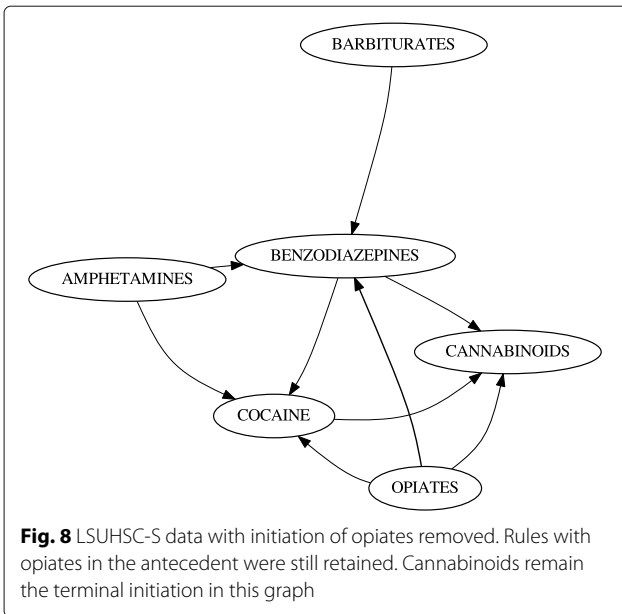 BARBITURATES
BENZODIAZEPINES
AMPHETAMINES
CANNABINOIDS
COCAINE
OPIATES
Fig. 8 LSUHSC-S data with initiation of opiates removed. Rules with
opiates in the antecedent were still retained. Cannabinoids remain
the terminal initiation in this graph